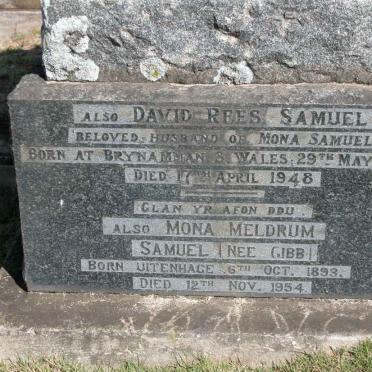 ALSO DAVID REES SAMUEL
BELOVED HUSBAND OF MONA SAMUEL
BORN AT BRYNAMMAN S WALES, 29TH MAY
DIED 17TH APRIL 1948
GLAN YR AFON DDU.
ALSO MONA MELDRUM
SAMUEL (NEE GIBB)
BORN UITENHAGE 6TH OCT. 1893.
DIED 12TH NOV. 1954.